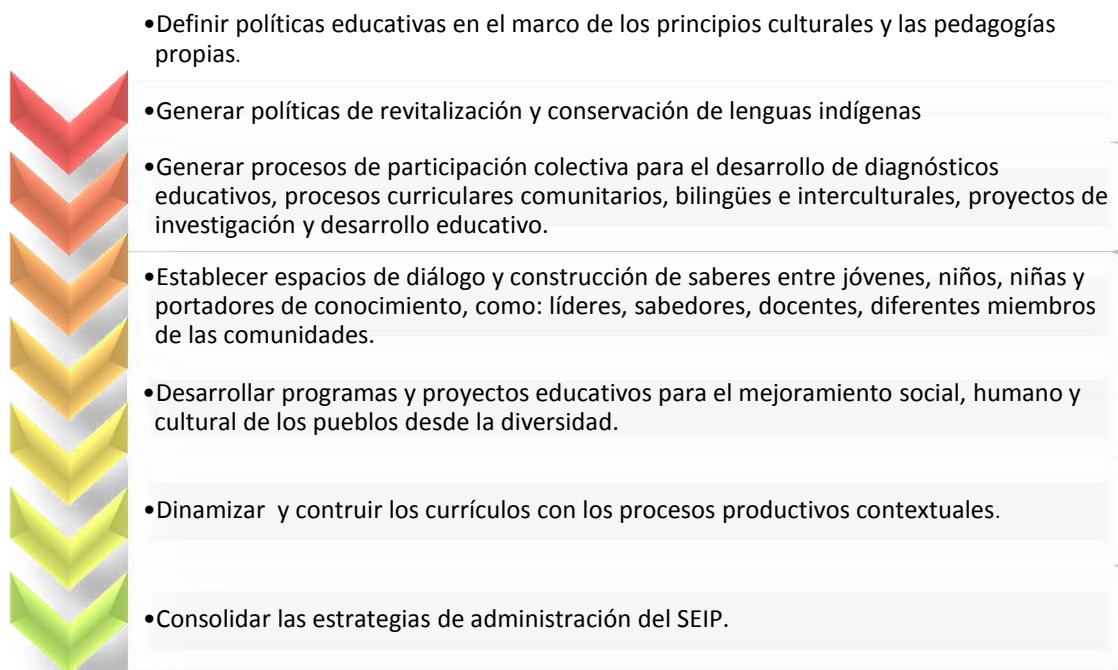 •Definir políticas educativas en el marco de los principios culturales y las pedagogías
propias.
•Generar políticas de revitalización y conservación de lenguas indígenas
•Generar procesos de participación colectiva para el desarrollo de diagnósticos
educativos, procesos curriculares comunitarios, bilingües e interculturales, proyectos de
investigación y desarrollo educativo.
•Establecer espacios de diálogo y construcción de saberes entre jóvenes, niños, niñas y
portadores de conocimiento, como: líderes, sabedores, docentes, diferentes miembros
de las comunidades.
•Desarrollar programas y proyectos educativos para el mejoramiento social, humano y
cultural de los pueblos desde la diversidad.
•Dinamizar  y contruir los currículos con los procesos productivos contextuales.
•Consolidar las estrategias de administración del SEIP.